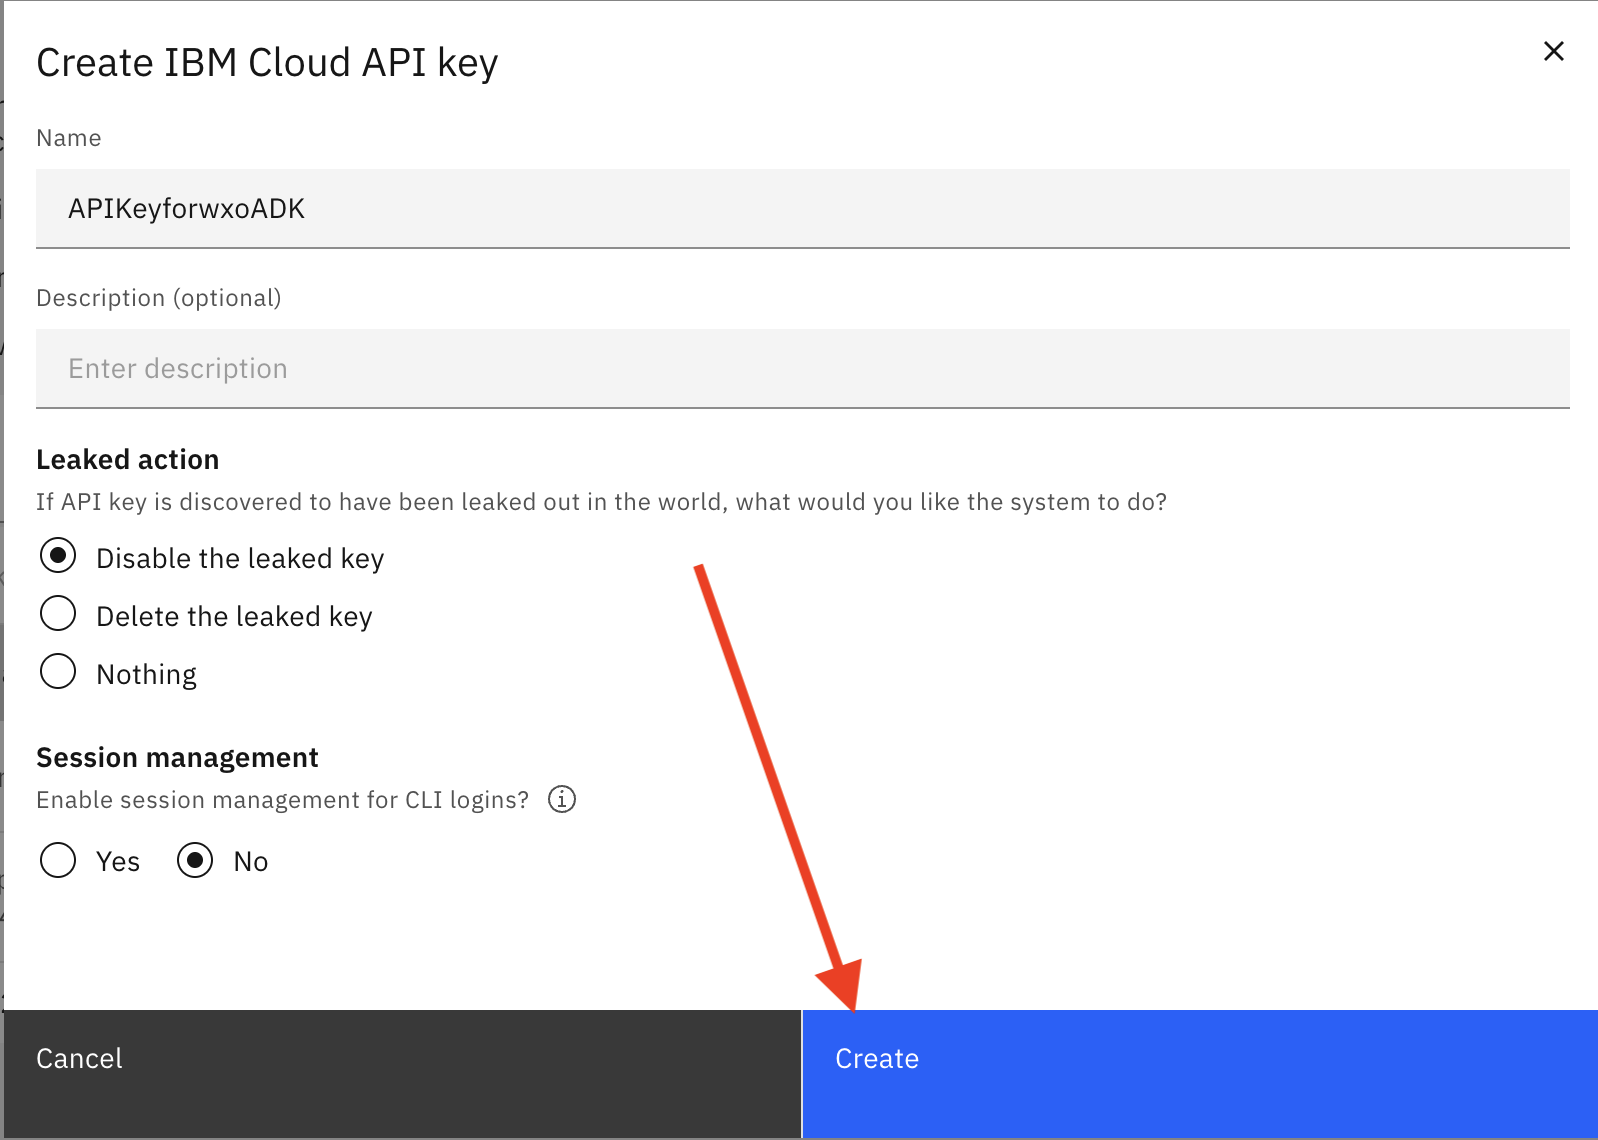 Create IBM Cloud API key
Name
APIKeyforwxoADK
Description (optional)
Enter description
Leaked action
If API key is discovered to have been leaked out in the world, what would you like the system to do?
Disable the leaked key
Delete the leaked key
Nothing
Session management
Enable session management for CLI logins?
Yes No
Cancel Create